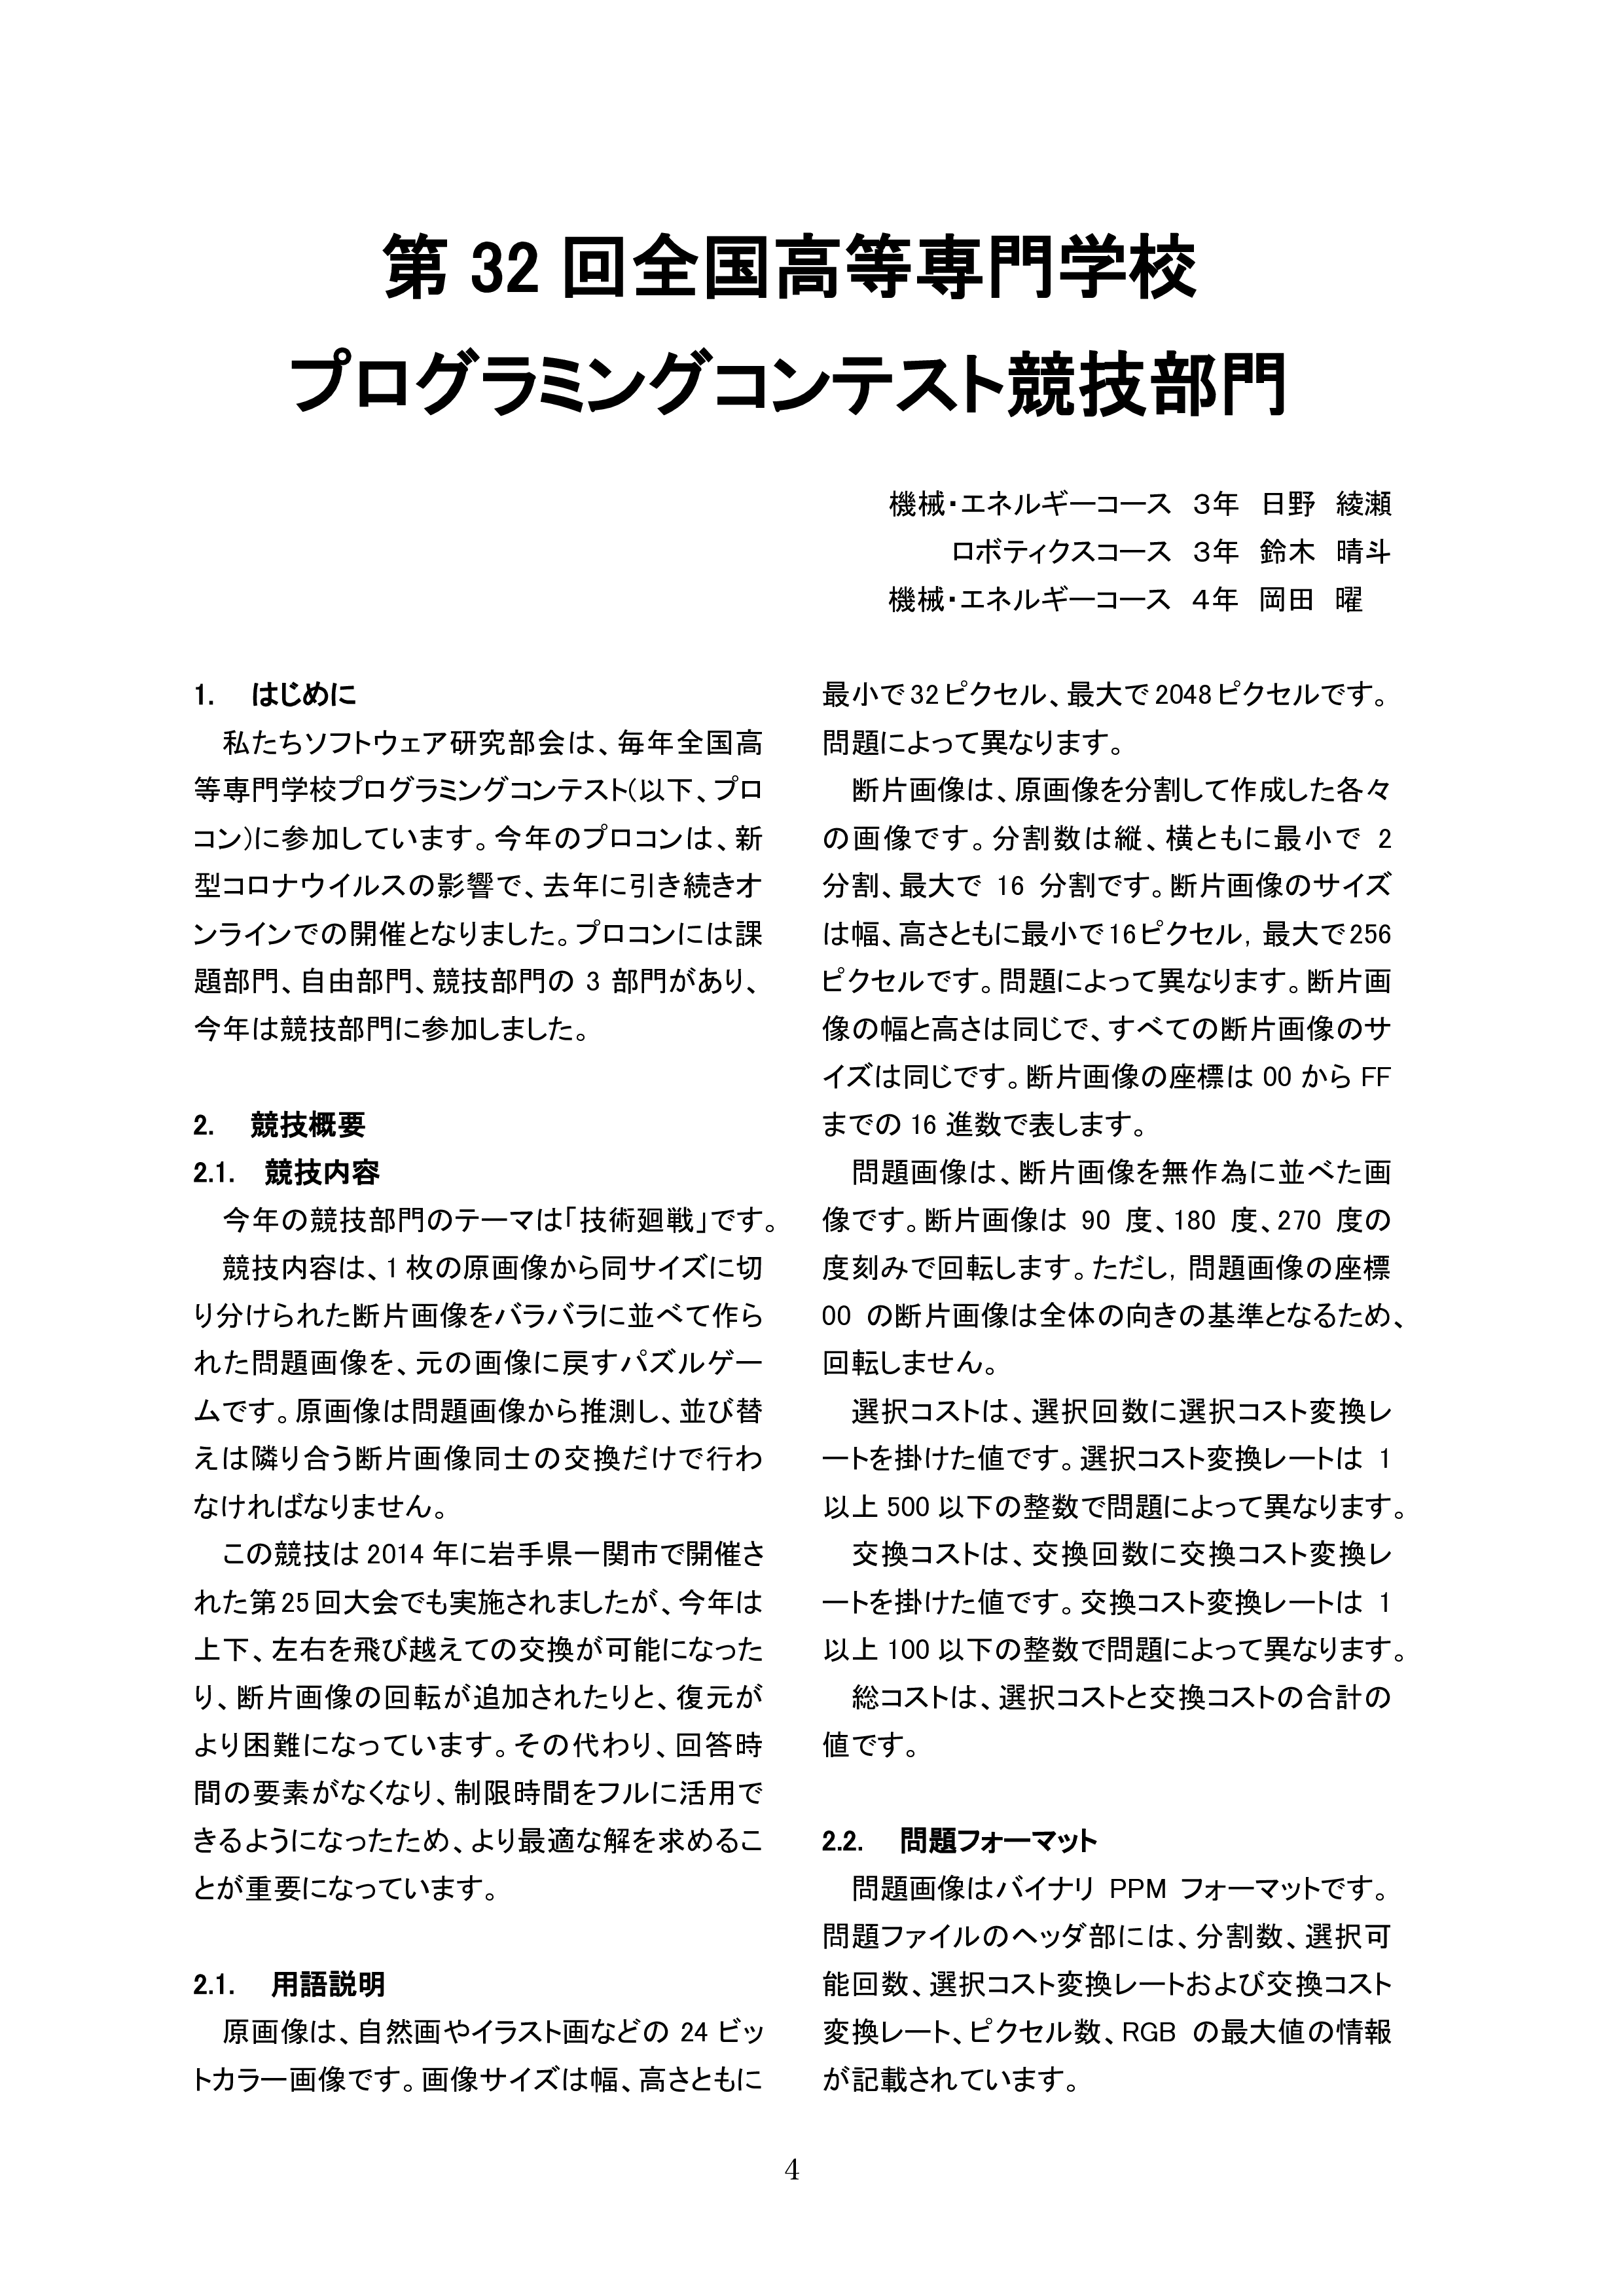 第 32 回全国高等専門学校
プログラミングコンテスト競技部門
機械・エネルギーコース 3年 日野 綾瀬
ロボティクスコース 3年 鈴木 晴斗
機械・エネルギーコース 4年 岡田 曜
1. はじめに
私たちソフトウェア研究部会は、毎年全国高
等専門学校プログラミングコンテスト(以下、プロ
コン)に参加しています。今年のプロコンは、新
型コロナウイルスの影響で、去年に引き続きオ
ンラインでの開催となりました。プロコンには課
題部門、自由部門、競技部門の 3 部門があり、
今年は競技部門に参加しました。
2. 競技概要
2.1. 競技内容
今年の競技部門のテーマは「技術廻戦」です。
競技内容は、1 枚の原画像から同サイズに切
り分けられた断片画像をバラバラに並べて作ら
れた問題画像を、元の画像に戻すパズルゲー
ムです。原画像は問題画像から推測し、並び替
えは隣り合う断片画像同士の交換だけで行わ
なければなりません。
この競技は 2014 年に岩手県一関市で開催さ
れた第 25 回大会でも実施されましたが、今年は
上下、左右を飛び越えての交換が可能になった
り、断片画像の回転が追加されたりと、復元が
より困難になっています。その代わり、回答時
間の要素がなくなり、制限時間をフルに活用で
きるようになったため、より最適な解を求めるこ
とが重要になっています。
2.1. 用語説明
原画像は、自然画やイラスト画などの 24 ビッ
トカラー画像です。画像サイズは幅、高さともに
最小で 32 ピクセル、最大で 2048 ピクセルです。
問題によって異なります。
断片画像は、原画像を分割して作成した各々
の画像です。分割数は縦、横ともに最小で 2
分割、最大で 16 分割です。断片画像のサイズ
は幅、高さともに最小で 16 ピクセル, 最大で 256
ピクセルです。問題によって異なります。断片画
像の幅と高さは同じで、すべての断片画像のサ
イズは同じです。断片画像の座標は 00 から FF
までの 16 進数で表します。
問題画像は、断片画像を無作為に並べた画
像です。断片画像は 90 度、180 度、270 度の
度刻みで回転します。ただし, 問題画像の座標
00 の断片画像は全体の向きの基準となるため、
回転しません。
選択コストは、選択回数に選択コスト変換レ
ートを掛けた値です。選択コスト変換レートは 1
以上 500 以下の整数で問題によって異なります。
交換コストは、交換回数に交換コスト変換レ
ートを掛けた値です。交換コスト変換レートは 1
以上 100 以下の整数で問題によって異なります。
総コストは、選択コストと交換コストの合計の
値です。
2.2. 問題フォーマット
問題画像はバイナリ PPM フォーマットです。
問題ファイルのヘッダ部には、分割数、選択可
能回数、選択コスト変換レートおよび交換コスト
変換レート、ピクセル数、RGB の最大値の情報
が記載されています。
4